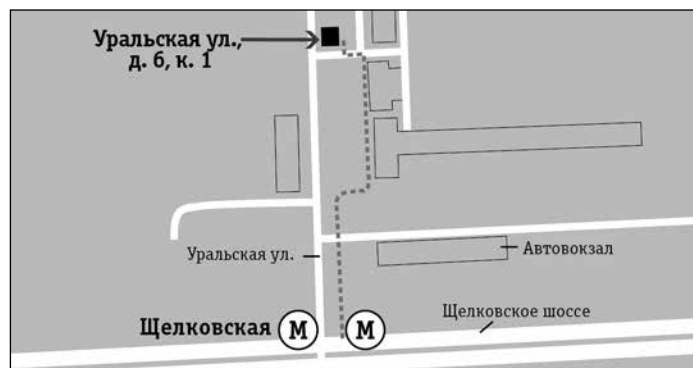 Уральская ул.,
д. 6, к. 1
Уральская ул.
Автовокзал
Щелковское шоссе
Щелковская М М